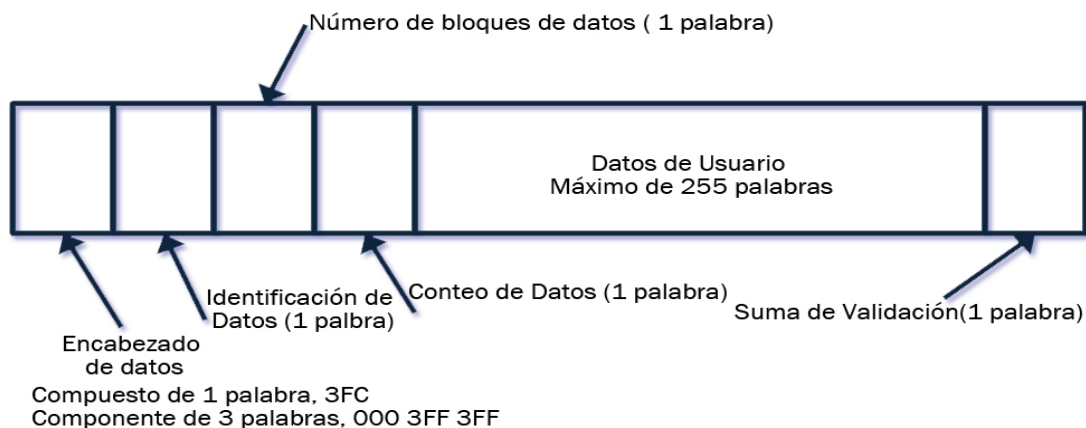 Número de bloques de datos ( 1 palabra)
Datos de Usuario
Máximo de 255 palabras
Identificación de
Datos (1 palbra)
Conteo de Datos (1 palabra)
Suma de Validación(1 palabra)
Encabezado
de datos
Compuesto de 1 palabra, 3FC
Componente de 3 palabras, 000 3FF 3FF